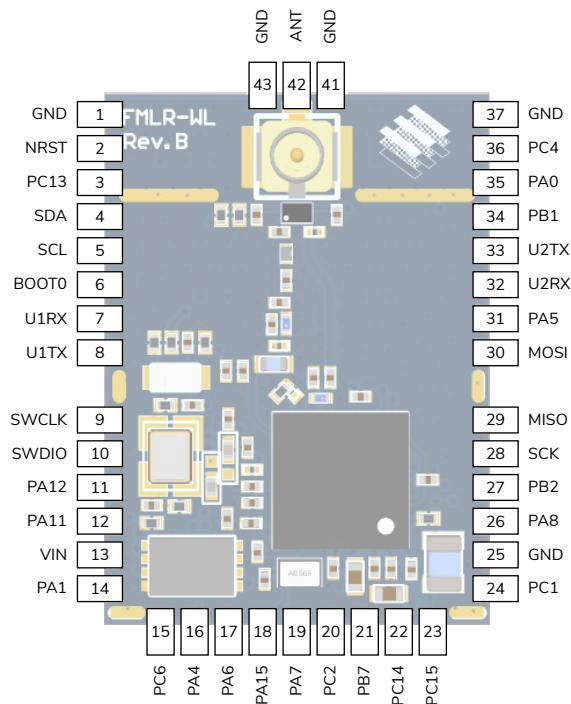 GND ANT GND
43 42 41
FMLR-WL
Rev.B
GND 1
NRST 2
PC13 3
SDA 4
SCL 5
BOOT0 6
U1RX 7
U1TX 8
SWCLK 9
SWDIO 10
PA12 11
PA11 12
VIN 13
PA1 14
37 GND
36 PC4
35 PA0
34 PB1
33 U2TX
32 U2RX
31 PA5
30 MOSI
29 MISO
28 SCK
27 PB2
26 PA8
25 GND
24 PC1
15 16 17 18 19 20 21 22 23
PC6 PA4 PA6 PA15 PA7 PC2 PB7 PC14 PC15